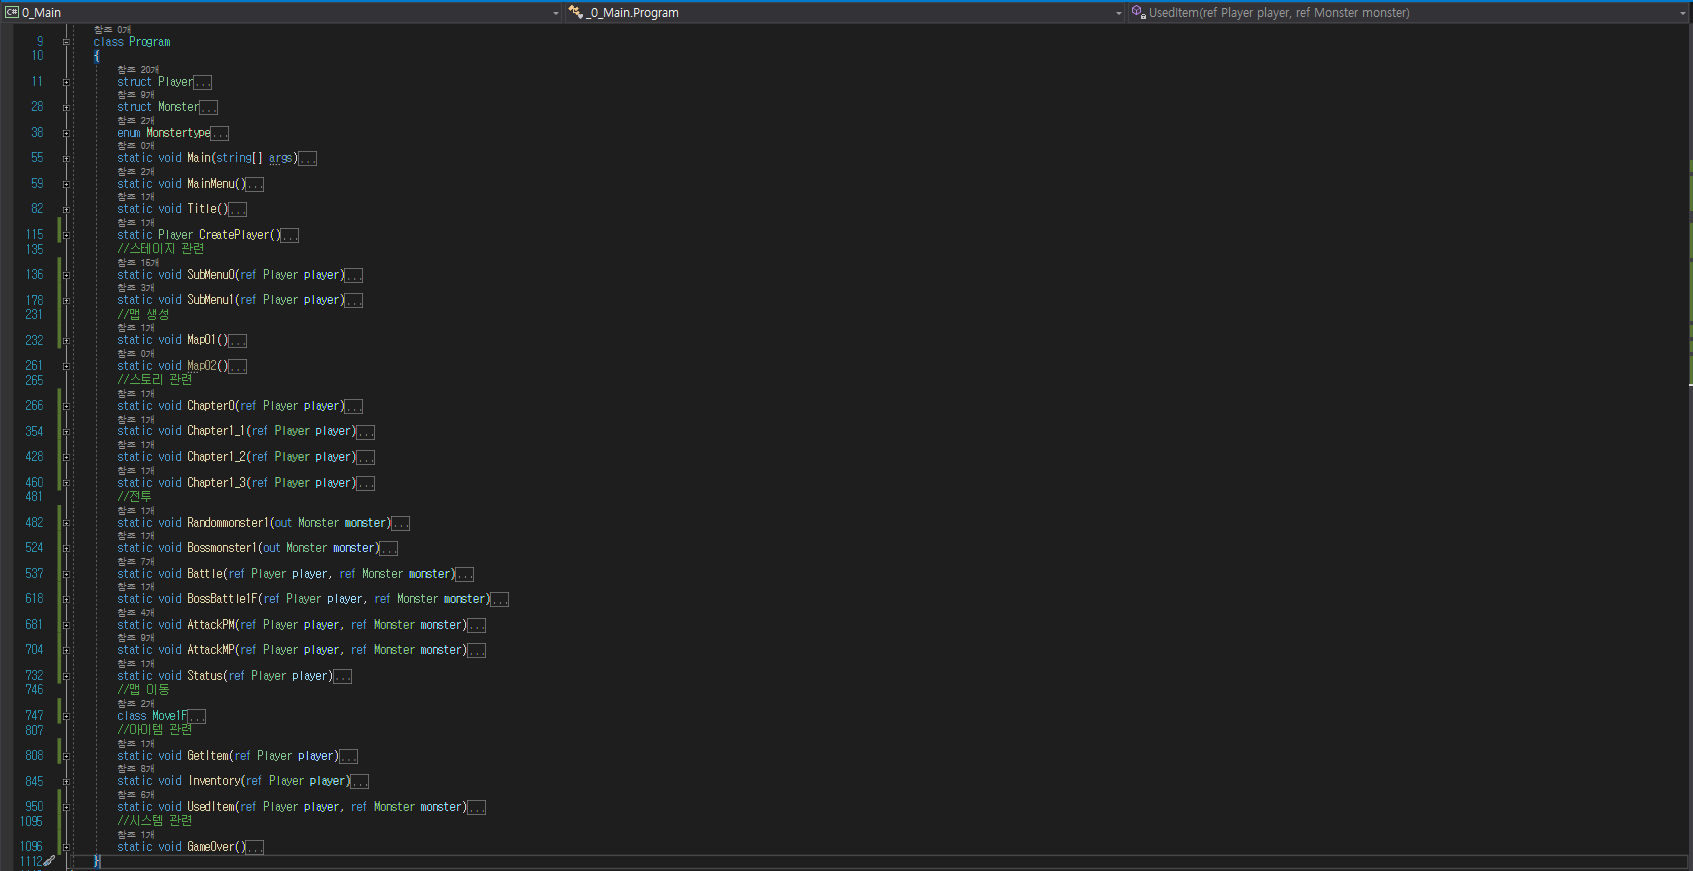 C# 0_Main
_0_Main.Program
UsedItem(ref Player player, ref Monster monster)
참조 0개
9 class Program
10 {
참조 20개
11 struct Player...
참조 9개
28 struct Monster...
참조 2개
38 enum Monstertype...
참조 0개
55 static void Main(string[] args)...
참조 2개
59 static void MainMenu()...
참조 1개
82 static void Title()...
참조 1개
115 static Player CreatePlayer()...
135 //스테이지 관련
참조 16개
136 static void SubMenu0(ref Player player)...
참조 3개
178 static void SubMenu1(ref Player player)...
231 //맵 생성
참조 1개
232 static void Map01()...
참조 0개
261 static void Map02()...
265 //스토리 관련
참조 1개
266 static void Chapter0(ref Player player)...
참조 1개
354 static void Chapter1_1(ref Player player)...
참조 1개
428 static void Chapter1_2(ref Player player)...
참조 1개
460 static void Chapter1_3(ref Player player)...
481 //전투
참조 1개
482 static void Randommonster1(out Monster monster)...
참조 1개
524 static void Bossmonster1(out Monster monster)...
참조 7개
537 static void Battle(ref Player player, ref Monster monster)...
참조 1개
618 static void BossBattle1F(ref Player player, ref Monster monster)...
참조 4개
681 static void AttackPM(ref Player player, ref Monster monster)...
참조 9개
704 static void AttackMP(ref Player player, ref Monster monster)...
참조 1개
732 static void Status(ref Player player)...
746 //맵 이동
참조 2개
747 class Move1F...
807 //아이템 관련
참조 1개
808 static void GetItem(ref Player player)...
참조 8개
845 static void Inventory(ref Player player)...
참조 6개
950 static void UsedItem(ref Player player, ref Monster monster)...
1095 //시스템 관련
참조 1개
1096 static void GameOver()...
1112 }